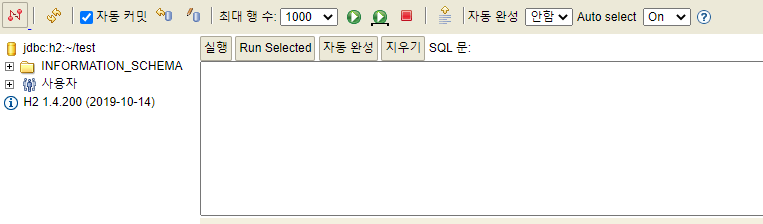 자동 커밋 최대 행 수: 1000 자동 완성 안함 Auto select On
jdbc:h2:~/test
INFORMATION_SCHEMA
사용자
H2 1.4.200 (2019-10-14)
실행 Run Selected 자동 완성 지우기 SQL 문: